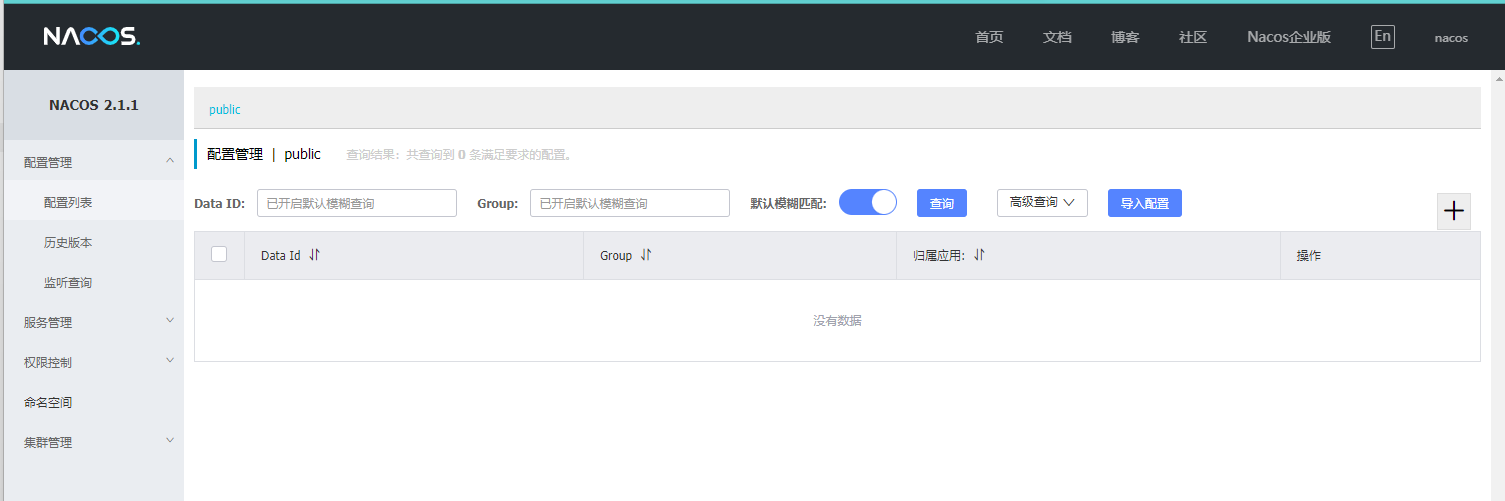 NACOS.
首页 文档 博客 社区 Nacos企业版 En nacos
NACOS 2.1.1
配置管理
配置列表
历史版本
监听查询
服务管理
权限控制
命名空间
集群管理
public
配置管理 | public 查询结果：共查询到 0 条满足要求的配置。
Data ID: 已开启默认模糊查询 Group: 已开启默认模糊查询 默认模糊匹配: 查询 高级查询 导入配置
Data Id Group 归属应用: 操作
没有数据